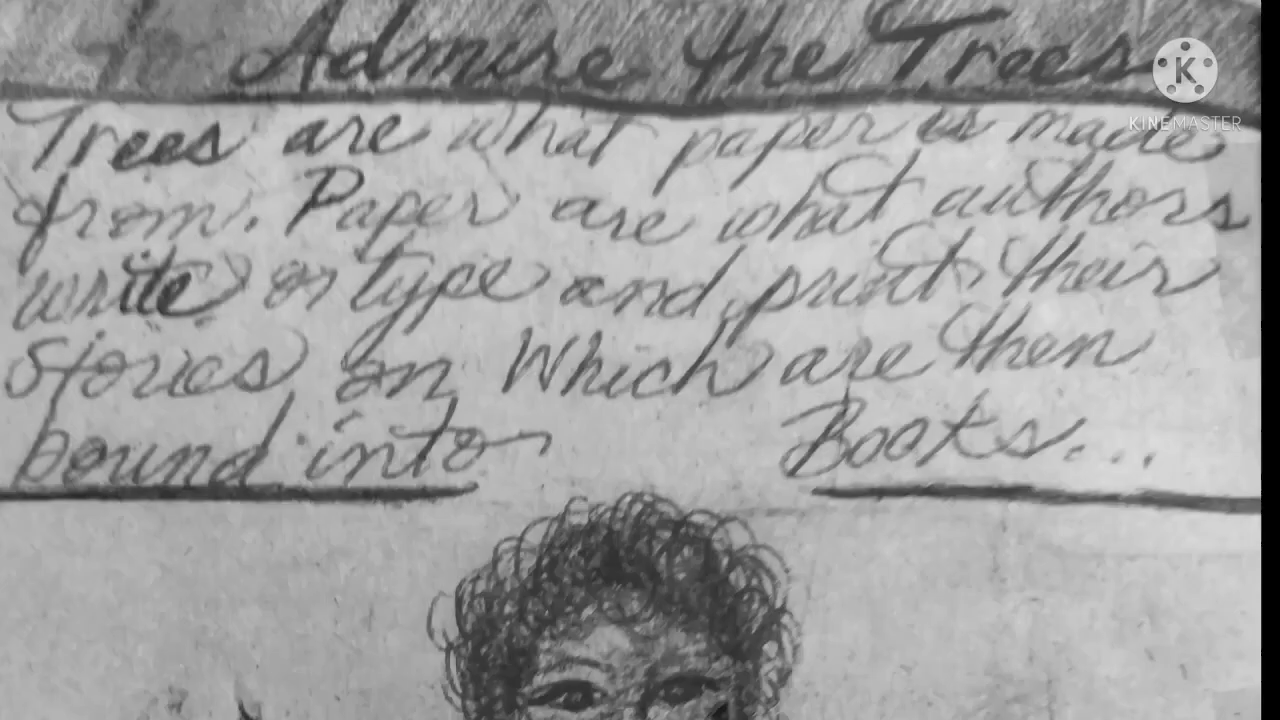 Admire the Trees
Trees are what paper is made
from. Paper are what authors
write or type and print their
Stories on Which are then
bound into Books...
K
KINEMASTER